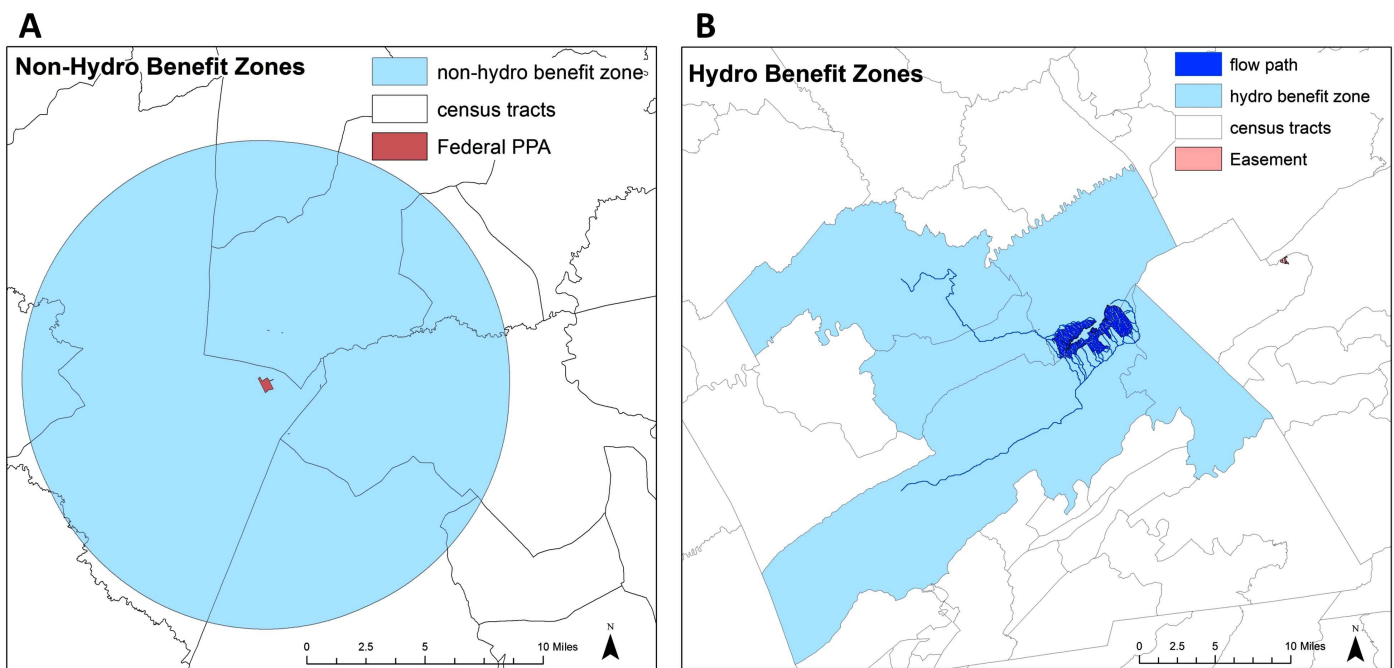 A
Non-Hydro Benefit Zones
non-hydro benefit zone
census tracts
Federal PPA
0 2.5 5 10 Miles
N
B
Hydro Benefit Zones
flow path
hydro benefit zone
census tracts
Easement
0 2.5 5 10 Miles
N